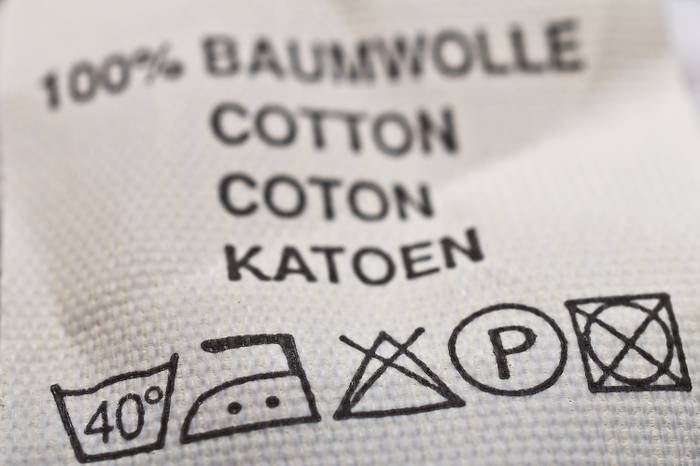 100% BAUMWOLLE
COTTON
COTON
KATOEN
40° P